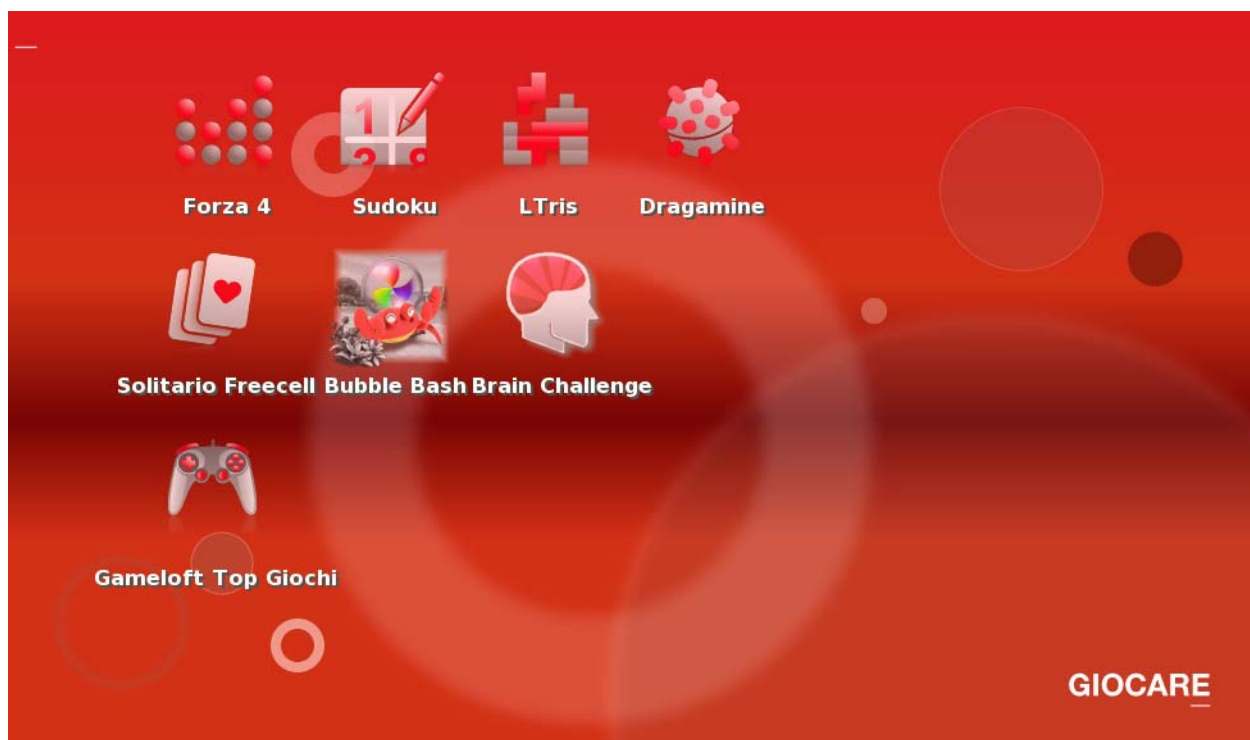 Forza 4 Sudoku LTris Dragamine
Solitario Freecell Bubble Bash Brain Challenge
Gameloft Top Giochi
GIOCARE